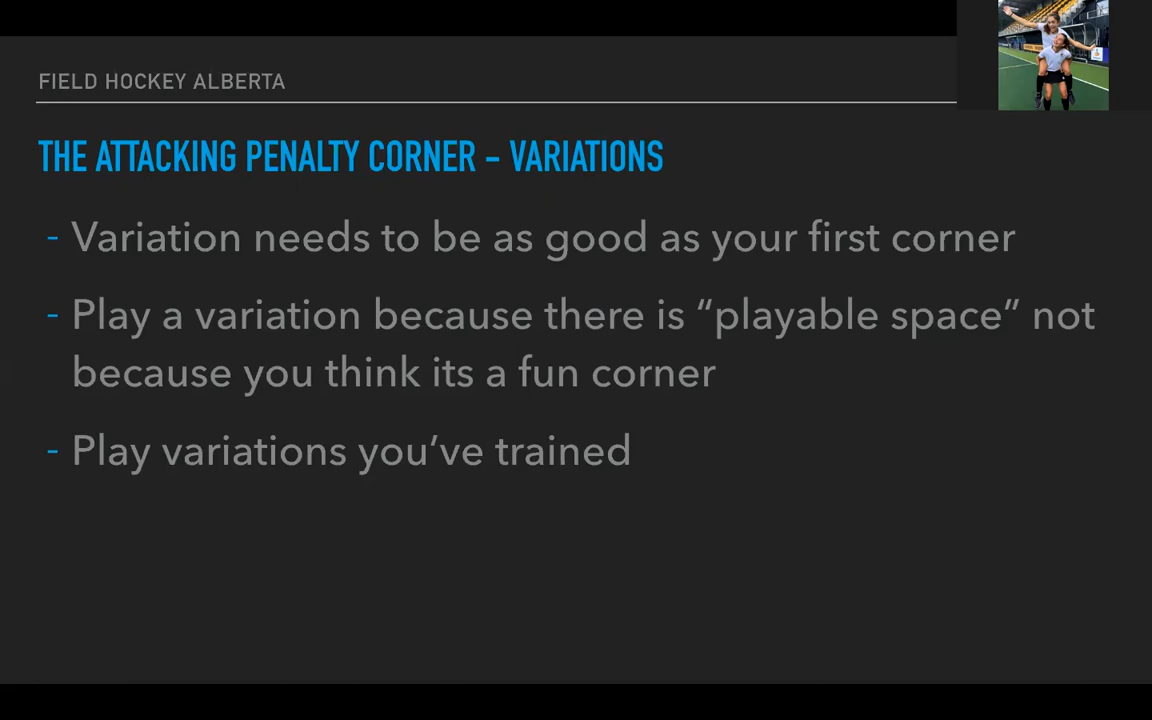 FIELD HOCKEY ALBERTA
THE ATTACKING PENALTY CORNER - VARIATIONS
- Variation needs to be as good as your first corner
- Play a variation because there is “playable space” not
because you think its a fun corner
- Play variations you’ve trained